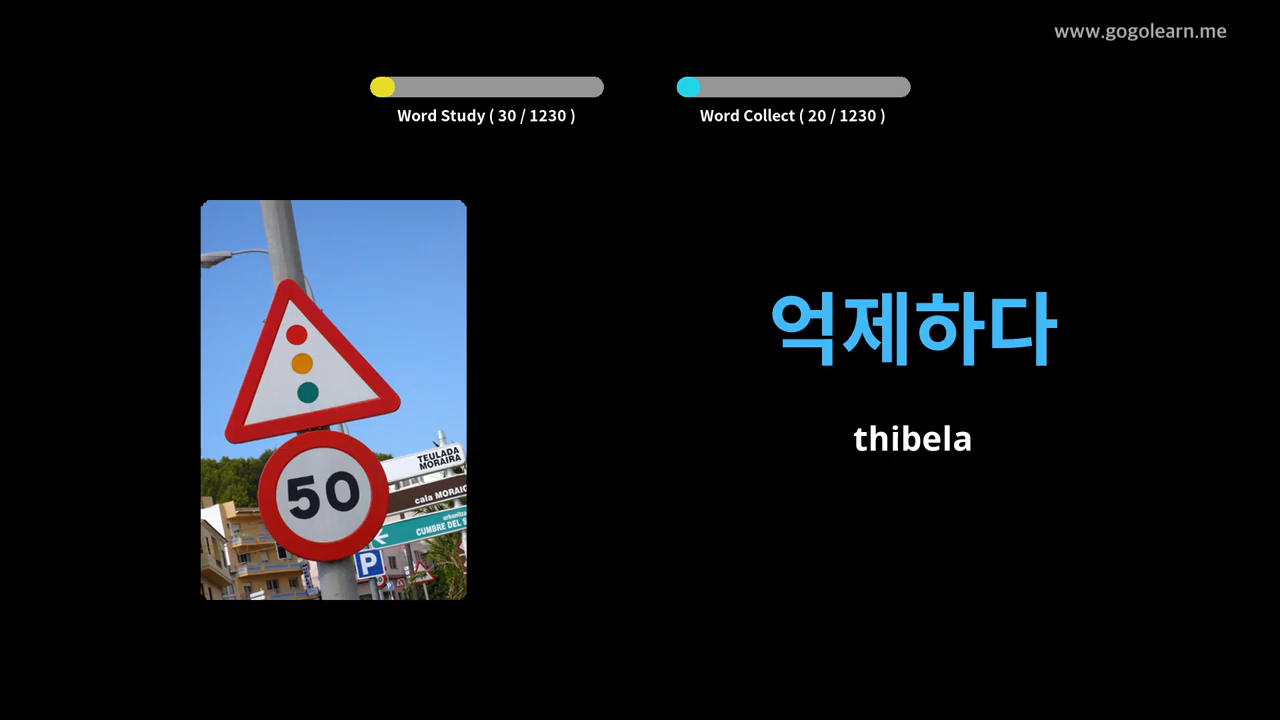 www.gogolearn.me
Word Study ( 30 / 1230 )
Word Collect ( 20 / 1230 )
억제하다
thibela
TEULADA
MORAIRA
cala MORAIG
50
CUMBRE DEL S
P